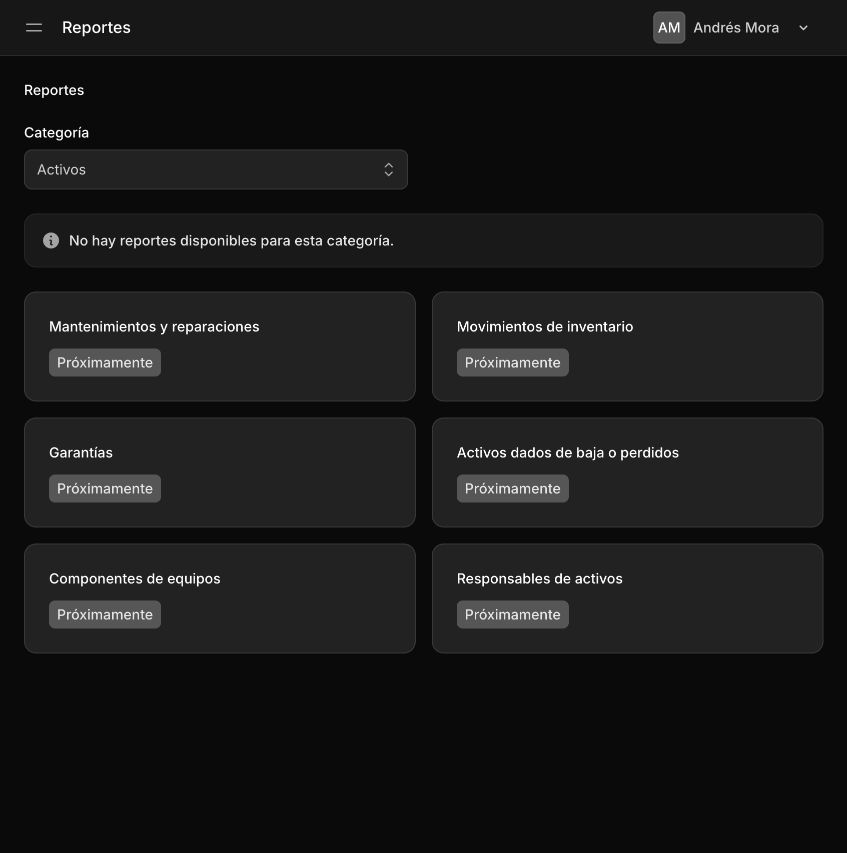 Reportes
AM Andrés Mora
Reportes
Categoría
Activos
No hay reportes disponibles para esta categoría.
Mantenimientos y reparaciones
Próximamente
Movimientos de inventario
Próximamente
Garantías
Próximamente
Activos dados de baja o perdidos
Próximamente
Componentes de equipos
Próximamente
Responsables de activos
Próximamente